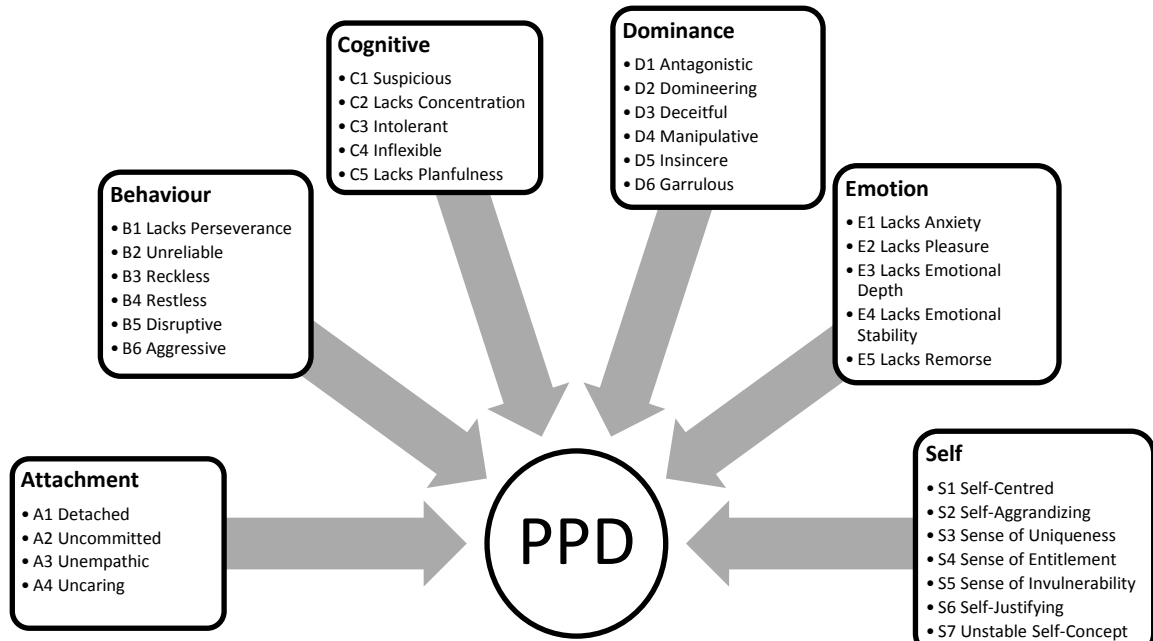 Cognitive
• C1 Suspicious
• C2 Lacks Concentration
• C3 Intolerant
• C4 Inflexible
• C5 Lacks Planfulness
Dominance
• D1 Antagonistic
• D2 Domineering
• D3 Deceitful
• D4 Manipulative
• D5 Insincere
• D6 Garrulous
Behaviour
• B1 Lacks Perseverance
• B2 Unreliable
• B3 Reckless
• B4 Restless
• B5 Disruptive
• B6 Aggressive
Emotion
• E1 Lacks Anxiety
• E2 Lacks Pleasure
• E3 Lacks Emotional
Depth
• E4 Lacks Emotional
Stability
• E5 Lacks Remorse
Attachment
• A1 Detached
• A2 Uncommitted
• A3 Unempathic
• A4 Uncaring
PPD
Self
• S1 Self-Centred
• S2 Self-Aggrandizing
• S3 Sense of Uniqueness
• S4 Sense of Entitlement
• S5 Sense of Invulnerability
• S6 Self-Justifying
• S7 Unstable Self-Concept